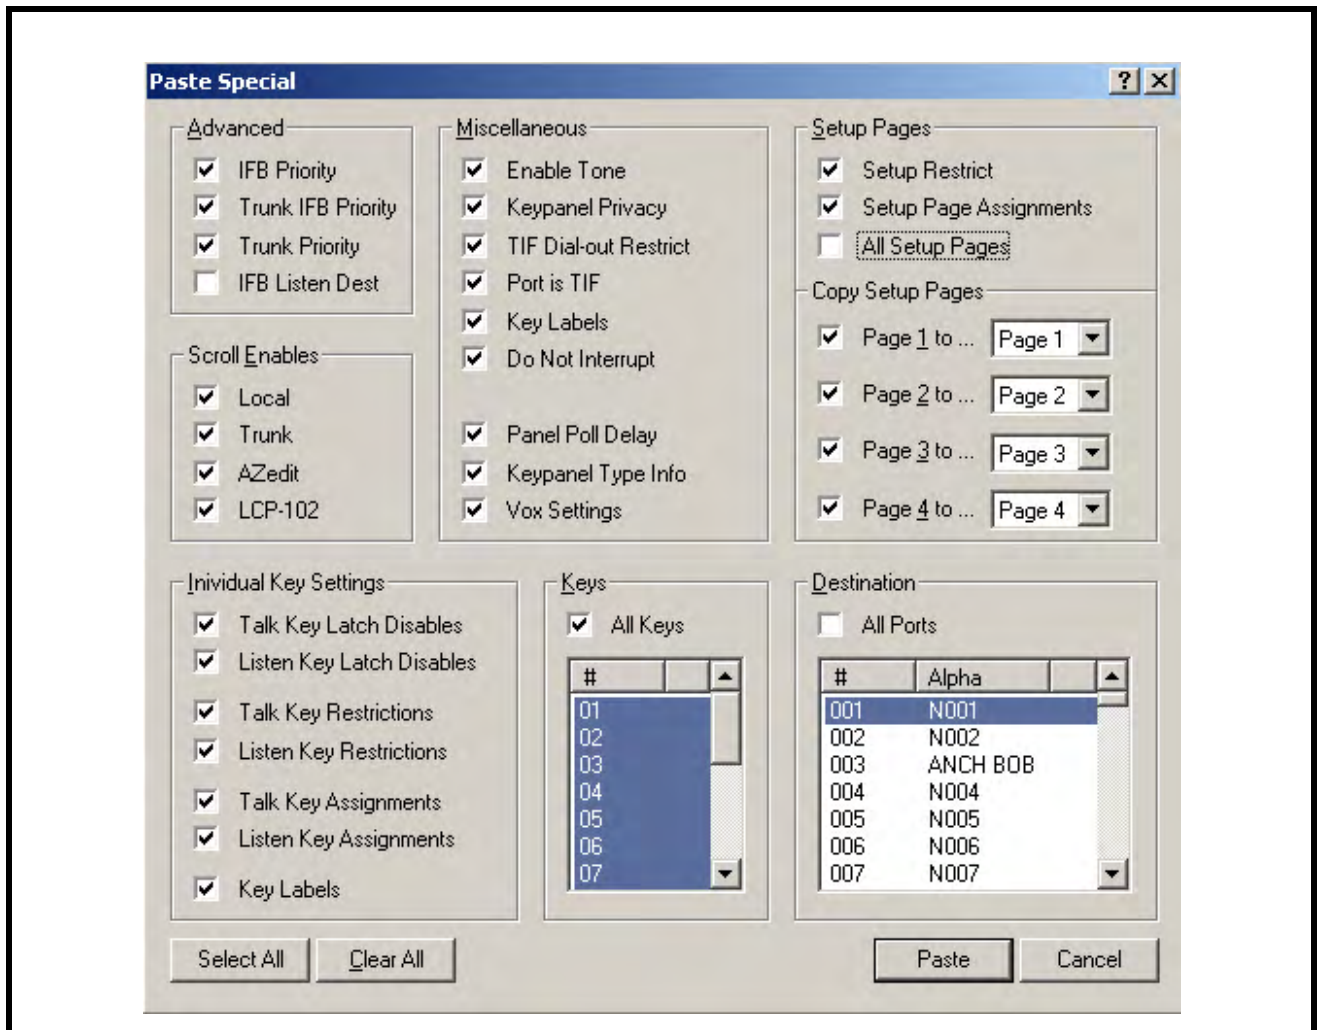 Paste Special
Advanced
IFB Priority
Trunk IFB Priority
Trunk Priority
IFB Listen Dest
Scroll Enables
Local
Trunk
AZedit
LCP-102
Miscellaneous
Enable Tone
Keypanel Privacy
TIF Dial-out Restrict
Port is TIF
Key Labels
Do Not Interrupt
Panel Poll Delay
Keypanel Type Info
Vox Settings
Setup Pages
Setup Restrict
Setup Page Assignments
All Setup Pages
Copy Setup Pages
Page 1 to ... Page 1
Page 2 to ... Page 2
Page 3 to ... Page 3
Page 4 to ... Page 4
Inividual Key Settings
Talk Key Latch Disables
Listen Key Latch Disables
Talk Key Restrictions
Listen Key Restrictions
Talk Key Assignments
Listen Key Assignments
Key Labels
Keys
All Keys
#
01
02
03
04
05
06
07
Destination
All Ports
# Alpha
001 N001
002 N002
003 ANCH BOB
004 N004
005 N005
006 N006
007 N007
Select All Clear All Paste Cancel